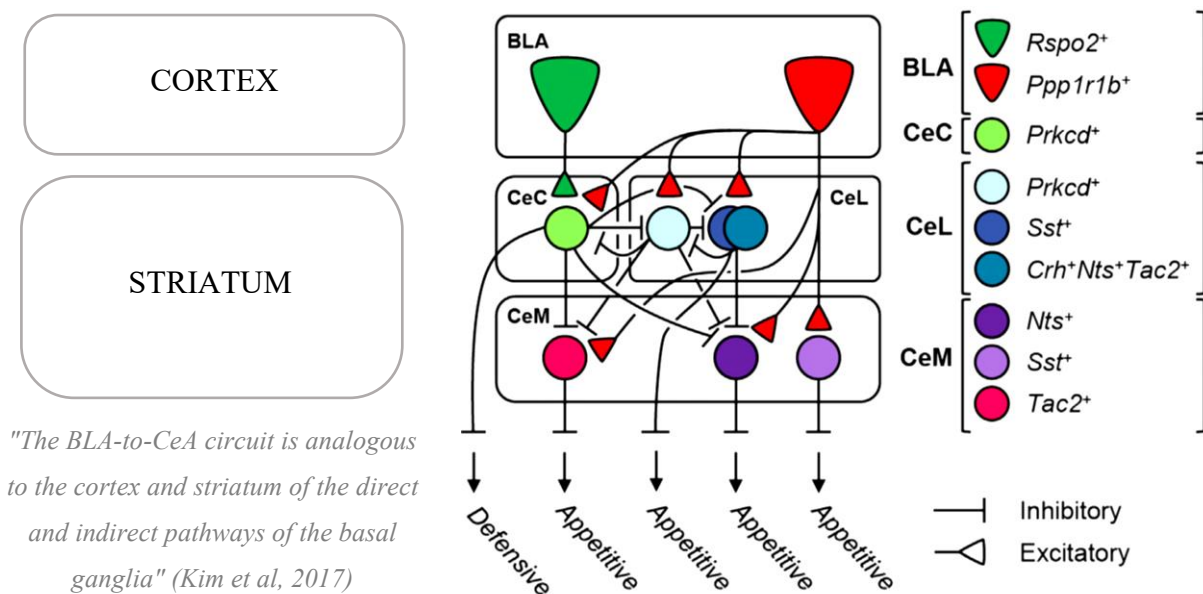 CORTEX
STRIATUM
"The BLA-to-CeA circuit is analogous
to the cortex and striatum of the direct
and indirect pathways of the basal
ganglia" (Kim et al, 2017)
BLA
CeC
CeL
CeM
Defensive
Appetitive
Appetitive
Appetitive
Appetitive
BLA
Rspo2⁺
Ppp1r1b⁺
CeC
Prkcd⁺
CeL
Prkcd⁺
Sst⁺
Crh⁺Nts⁺Tac2⁺
CeM
Nts⁺
Sst⁺
Tac2⁺
Inhibitory
Excitatory